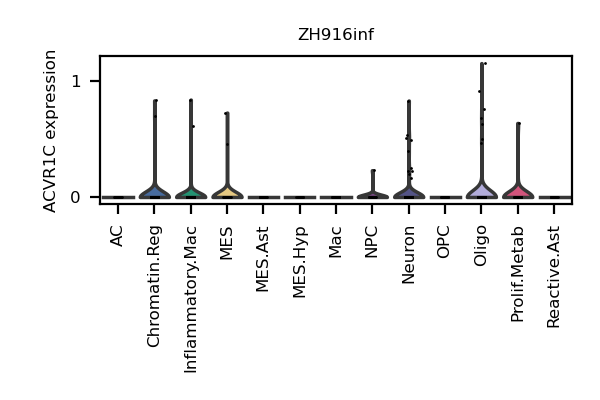 ZH916inf
ACVR1C expression
1
0
AC
Chromatin.Reg
Inflammatory.Mac
MES
MES.Ast
MES.Hyp
Mac
NPC
Neuron
OPC
Oligo
Prolif.Metab
Reactive.Ast